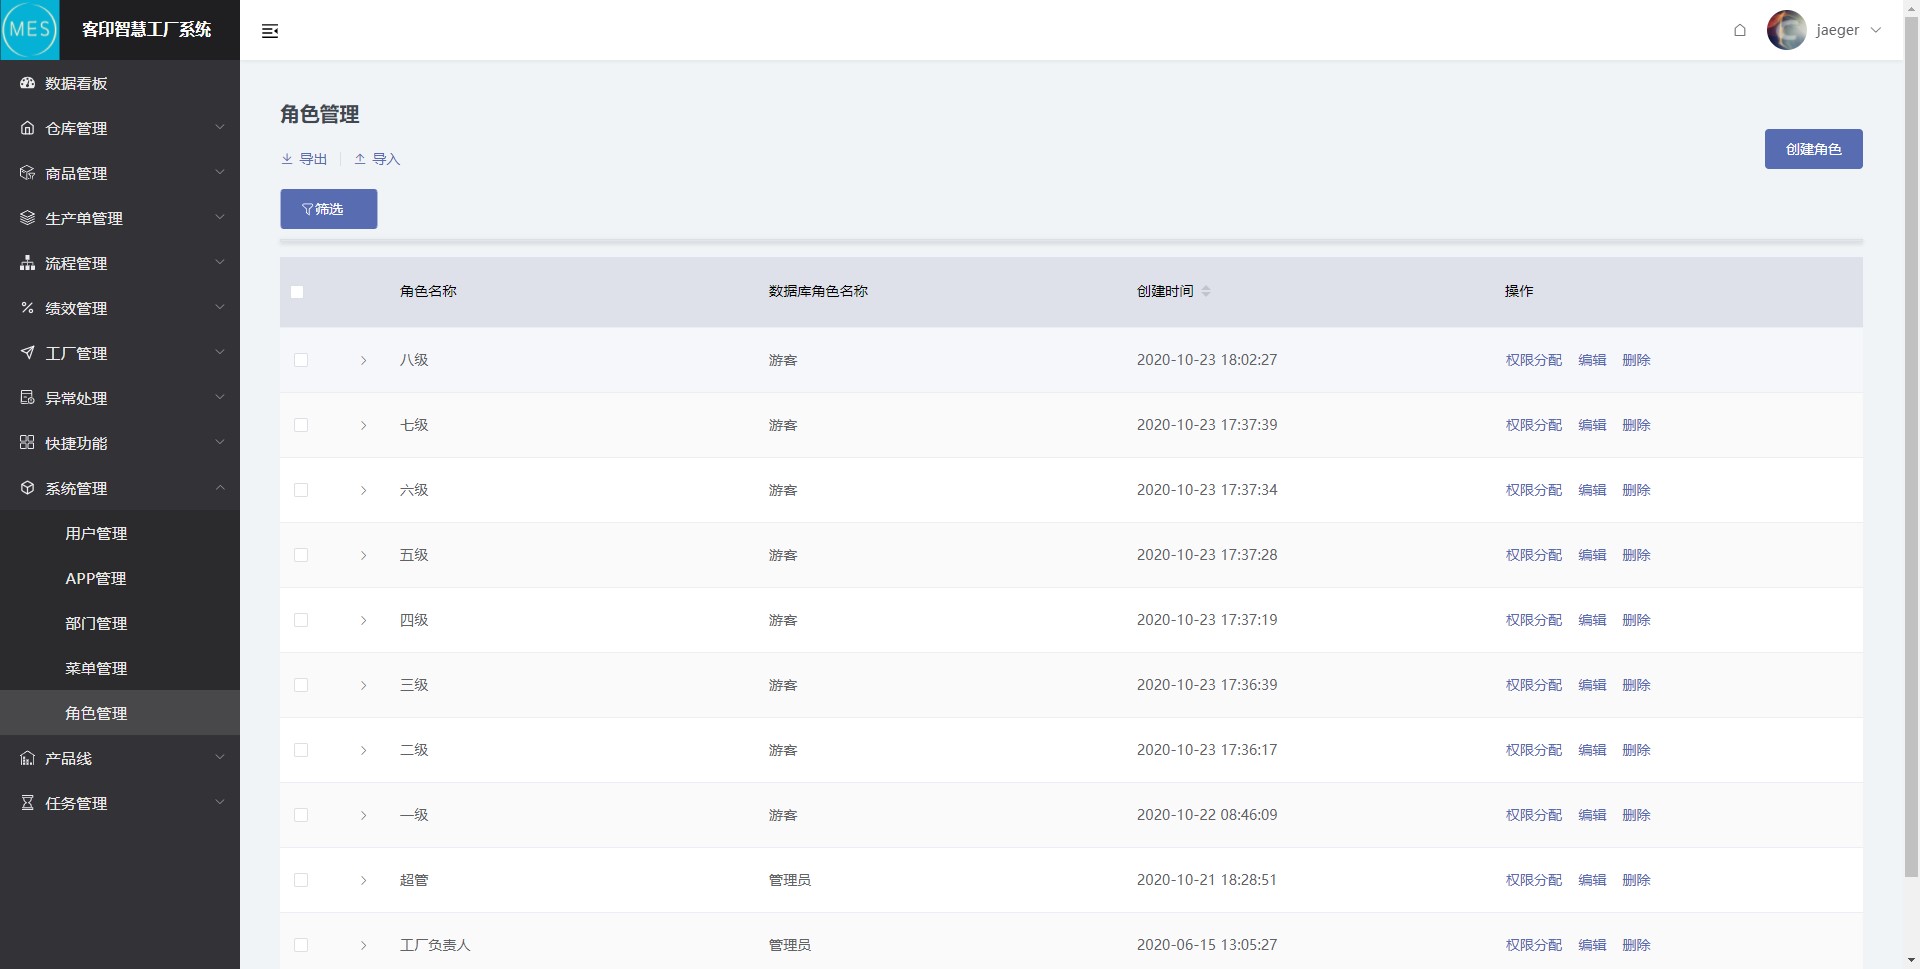 MES 客印智慧工厂系统
jaeger
数据看板
仓库管理
商品管理
生产单管理
流程管理
绩效管理
工厂管理
异常处理
快捷功能
系统管理
用户管理
APP管理
部门管理
菜单管理
角色管理
产品线
任务管理
角色管理
导出 导入
创建角色
筛选
角色名称 数据库角色名称 创建时间 操作
八级 游客 2020-10-23 18:02:27 权限分配 编辑 删除
七级 游客 2020-10-23 17:37:39 权限分配 编辑 删除
六级 游客 2020-10-23 17:37:34 权限分配 编辑 删除
五级 游客 2020-10-23 17:37:28 权限分配 编辑 删除
四级 游客 2020-10-23 17:37:19 权限分配 编辑 删除
三级 游客 2020-10-23 17:36:39 权限分配 编辑 删除
二级 游客 2020-10-23 17:36:17 权限分配 编辑 删除
一级 游客 2020-10-22 08:46:09 权限分配 编辑 删除
超管 管理员 2020-10-21 18:28:51 权限分配 编辑 删除
工厂负责人 管理员 2020-06-15 13:05:27 权限分配 编辑 删除